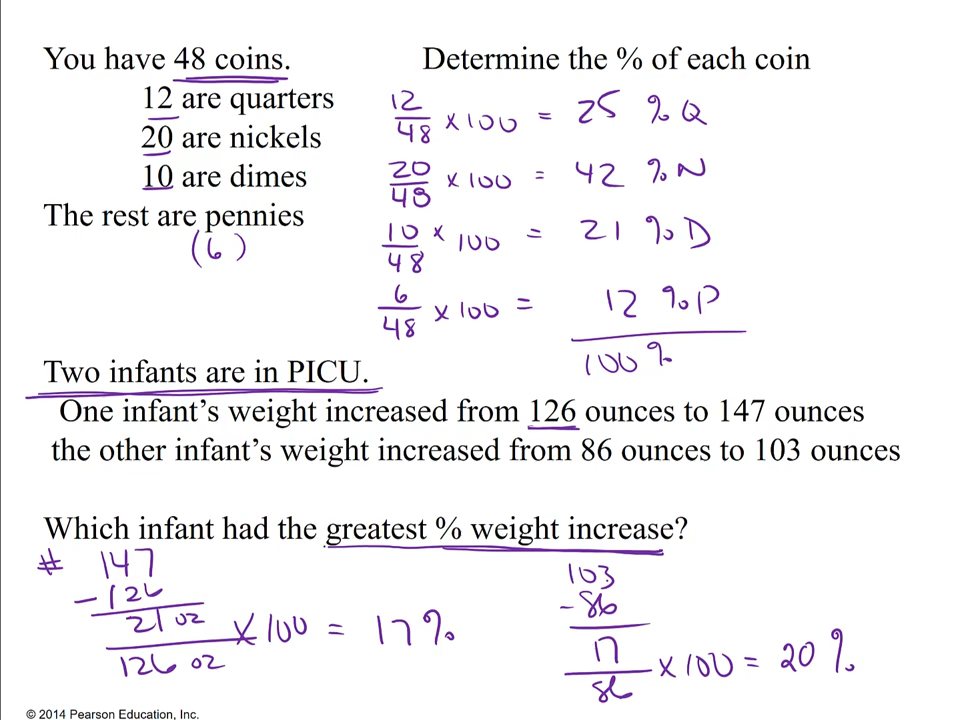 You have 48 coins.
12 are quarters
20 are nickels
10 are dimes
The rest are pennies
(6)
Determine the % of each coin
12/48 x 100 = 25 % Q
20/48 x 100 = 42 % N
10/48 x 100 = 21 % D
6/48 x 100 = 12 % P
100 %
Two infants are in PICU.
One infant's weight increased from 126 ounces to 147 ounces
the other infant's weight increased from 86 ounces to 103 ounces
Which infant had the greatest % weight increase?
# 147
-126
21 oz / 126 oz x 100 = 17 %
103
-86
17 / 86 x 100 = 20 %
© 2014 Pearson Education, Inc.